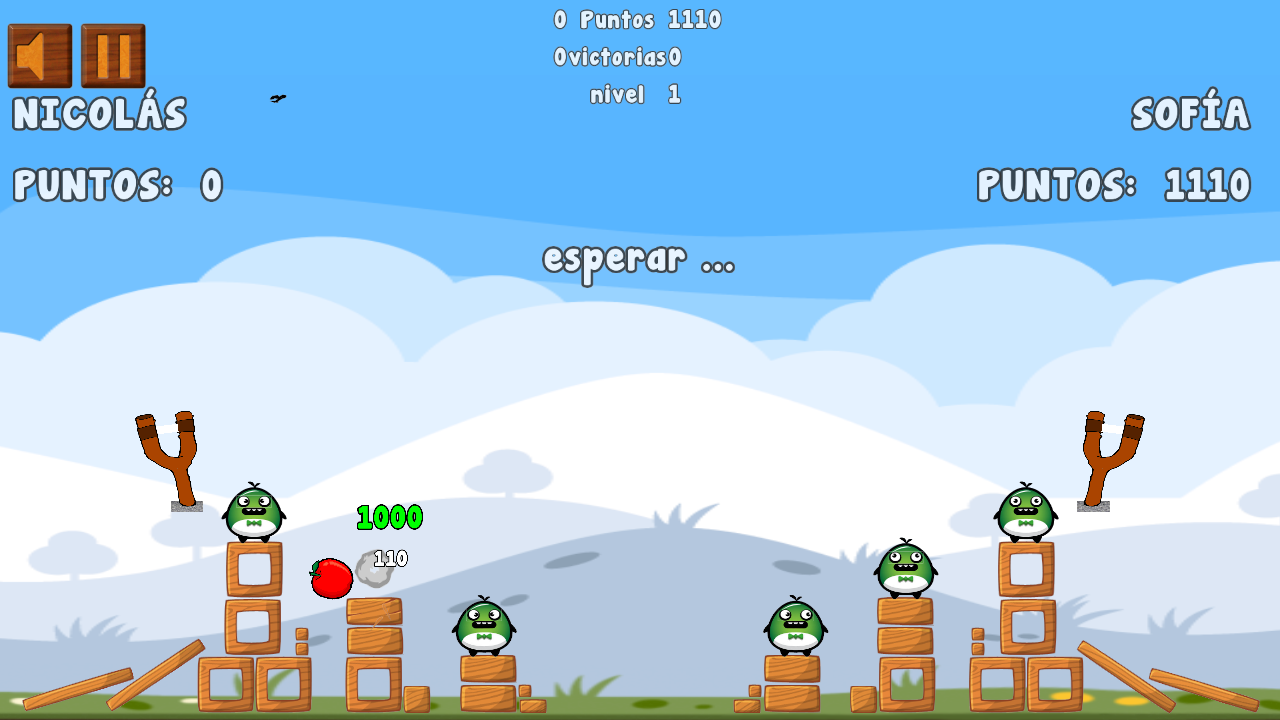 0 Puntos 1110
0victorias0
nivel 1
NICOLÁS
SOFÍA
PUNTOS: 0
PUNTOS: 1110
esperar ...
1000
110